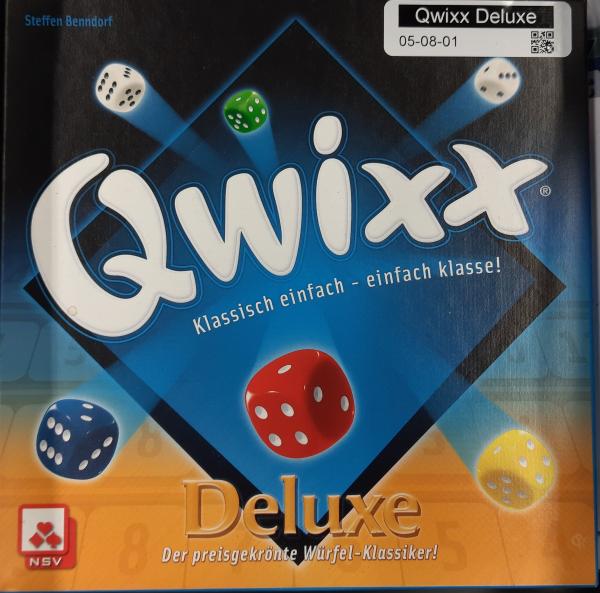 Steffen Benndorf
Qwixx Deluxe
05-08-01
Qwixx®
Klassisch einfach - einfach klasse!
Deluxe
Der preisgekrönte Würfel-Klassiker!
NSV